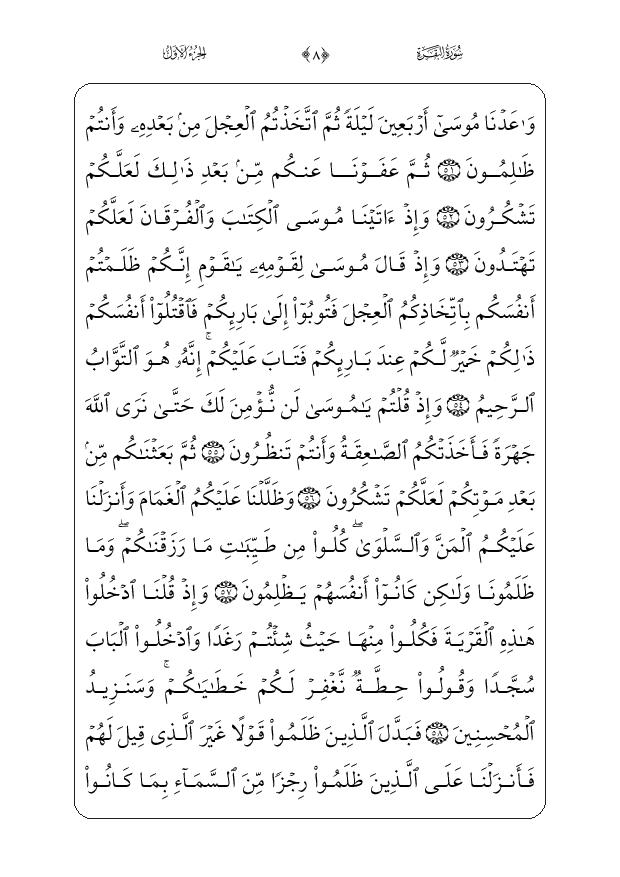 سُورَةُ البَقَرَةِ ﴿٨﴾ الجُزءُ الأَوَّلُ
وَٰعَدۡنَا مُوسَىٰٓ أَرۡبَعِينَ لَيۡلَةٗ ثُمَّ ٱتَّخَذۡتُمُ ٱلۡعِجۡلَ مِنۢ بَعۡدِهِۦ وَأَنتُمۡ
ظَٰلِمُونَ ٥١ ثُمَّ عَفَوۡنَا عَنكُم مِّنۢ بَعۡدِ ذَٰلِكَ لَعَلَّكُمۡ
تَشۡكُرُونَ ٥٢ وَإِذۡ ءَاتَيۡنَا مُوسَى ٱلۡكِتَٰبَ وَٱلۡفُرۡقَانَ لَعَلَّكُمۡ
تَهۡتَدُونَ ٥٣ وَإِذۡ قَالَ مُوسَىٰ لِقَوۡمِهِۦ يَٰقَوۡمِ إِنَّكُمۡ ظَلَمۡتُمۡ
أَنفُسَكُم بِٱتِّخَاذِكُمُ ٱلۡعِجۡلَ فَتُوبُوٓاْ إِلَىٰ بَارِئِكُمۡ فَٱقۡتُلُوٓاْ أَنفُسَكُمۡ
ذَٰلِكُمۡ خَيۡرٞ لَّكُمۡ عِندَ بَارِئِكُمۡ فَتَابَ عَلَيۡكُمۡۚ إِنَّهُۥ هُوَ ٱلتَّوَّابُ
ٱلرَّحِيمُ ٥٤ وَإِذۡ قُلۡتُمۡ يَٰمُوسَىٰ لَن نُّؤۡمِنَ لَكَ حَتَّىٰ نَرَى ٱللَّهَ
جَهۡرَةٗ فَأَخَذَتۡكُمُ ٱلصَّٰعِقَةُ وَأَنتُمۡ تَنظُرُونَ ٥٥ ثُمَّ بَعَثۡنَٰكُم مِّنۢ
بَعۡدِ مَوۡتِكُمۡ لَعَلَّكُمۡ تَشۡكُرُونَ ٥٦ وَظَلَّلۡنَا عَلَيۡكُمُ ٱلۡغَمَامَ وَأَنزَلۡنَا
عَلَيۡكُمُ ٱلۡمَنَّ وَٱلسَّلۡوَىٰۖ كُلُواْ مِن طَيِّبَٰتِ مَا رَزَقۡنَٰكُمۡۖ وَمَا
ظَلَمُونَا وَلَٰكِن كَانُوٓاْ أَنفُسَهُمۡ يَظۡلِمُونَ ٥٧ وَإِذۡ قُلۡنَا ٱدۡخُلُواْ
هَٰذِهِ ٱلۡقَرۡيَةَ فَكُلُواْ مِنۡهَا حَيۡثُ شِئۡتُمۡ رَغَدٗا وَٱدۡخُلُواْ ٱلۡبَابَ
سُجَّدٗا وَقُولُواْ حِطَّةٞ نَّغۡفِرۡ لَكُمۡ خَطَٰيَٰكُمۡۚ وَسَنَزِيدُ
ٱلۡمُحۡسِنِينَ ٥٨ فَبَدَّلَ ٱلَّذِينَ ظَلَمُواْ قَوۡلًا غَيۡرَ ٱلَّذِي قِيلَ لَهُمۡ
فَأَنزَلۡنَا عَلَى ٱلَّذِينَ ظَلَمُواْ رِجۡزٗا مِّنَ ٱلسَّمَآءِ بِمَا كَانُواْ